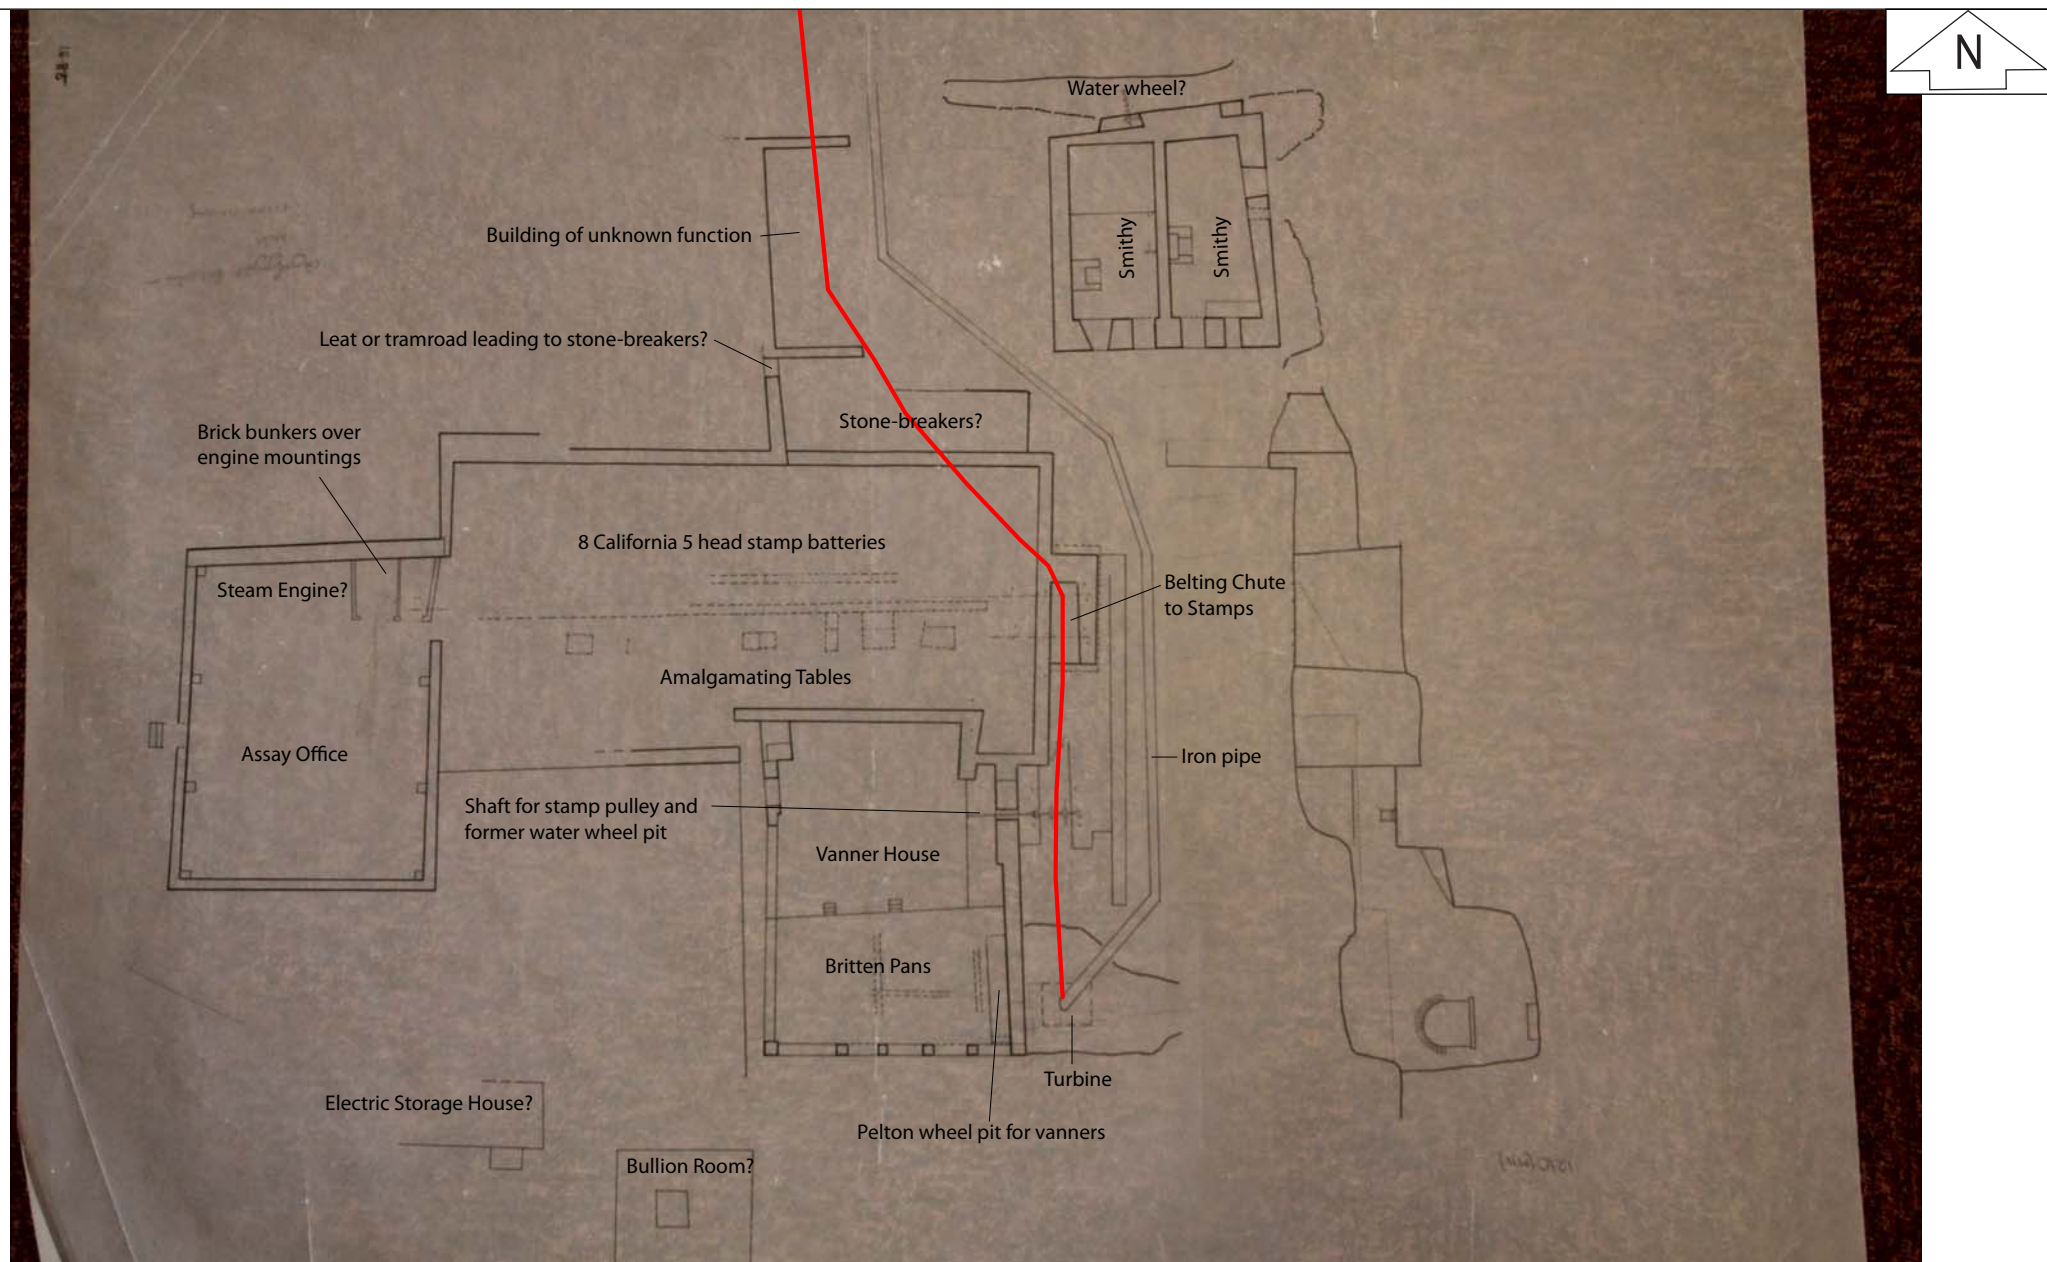 N
Water wheel?
Building of unknown function
Smithy
Smithy
Leat or tramroad leading to stone-breakers?
Stone-breakers?
Brick bunkers over
engine mountings
8 California 5 head stamp batteries
Steam Engine?
Belting Chute
to Stamps
Amalgamating Tables
Assay Office
Iron pipe
Shaft for stamp pulley and
former water wheel pit
Vanner House
Britten Pans
Turbine
Electric Storage House?
Pelton wheel pit for vanners
Bullion Room?